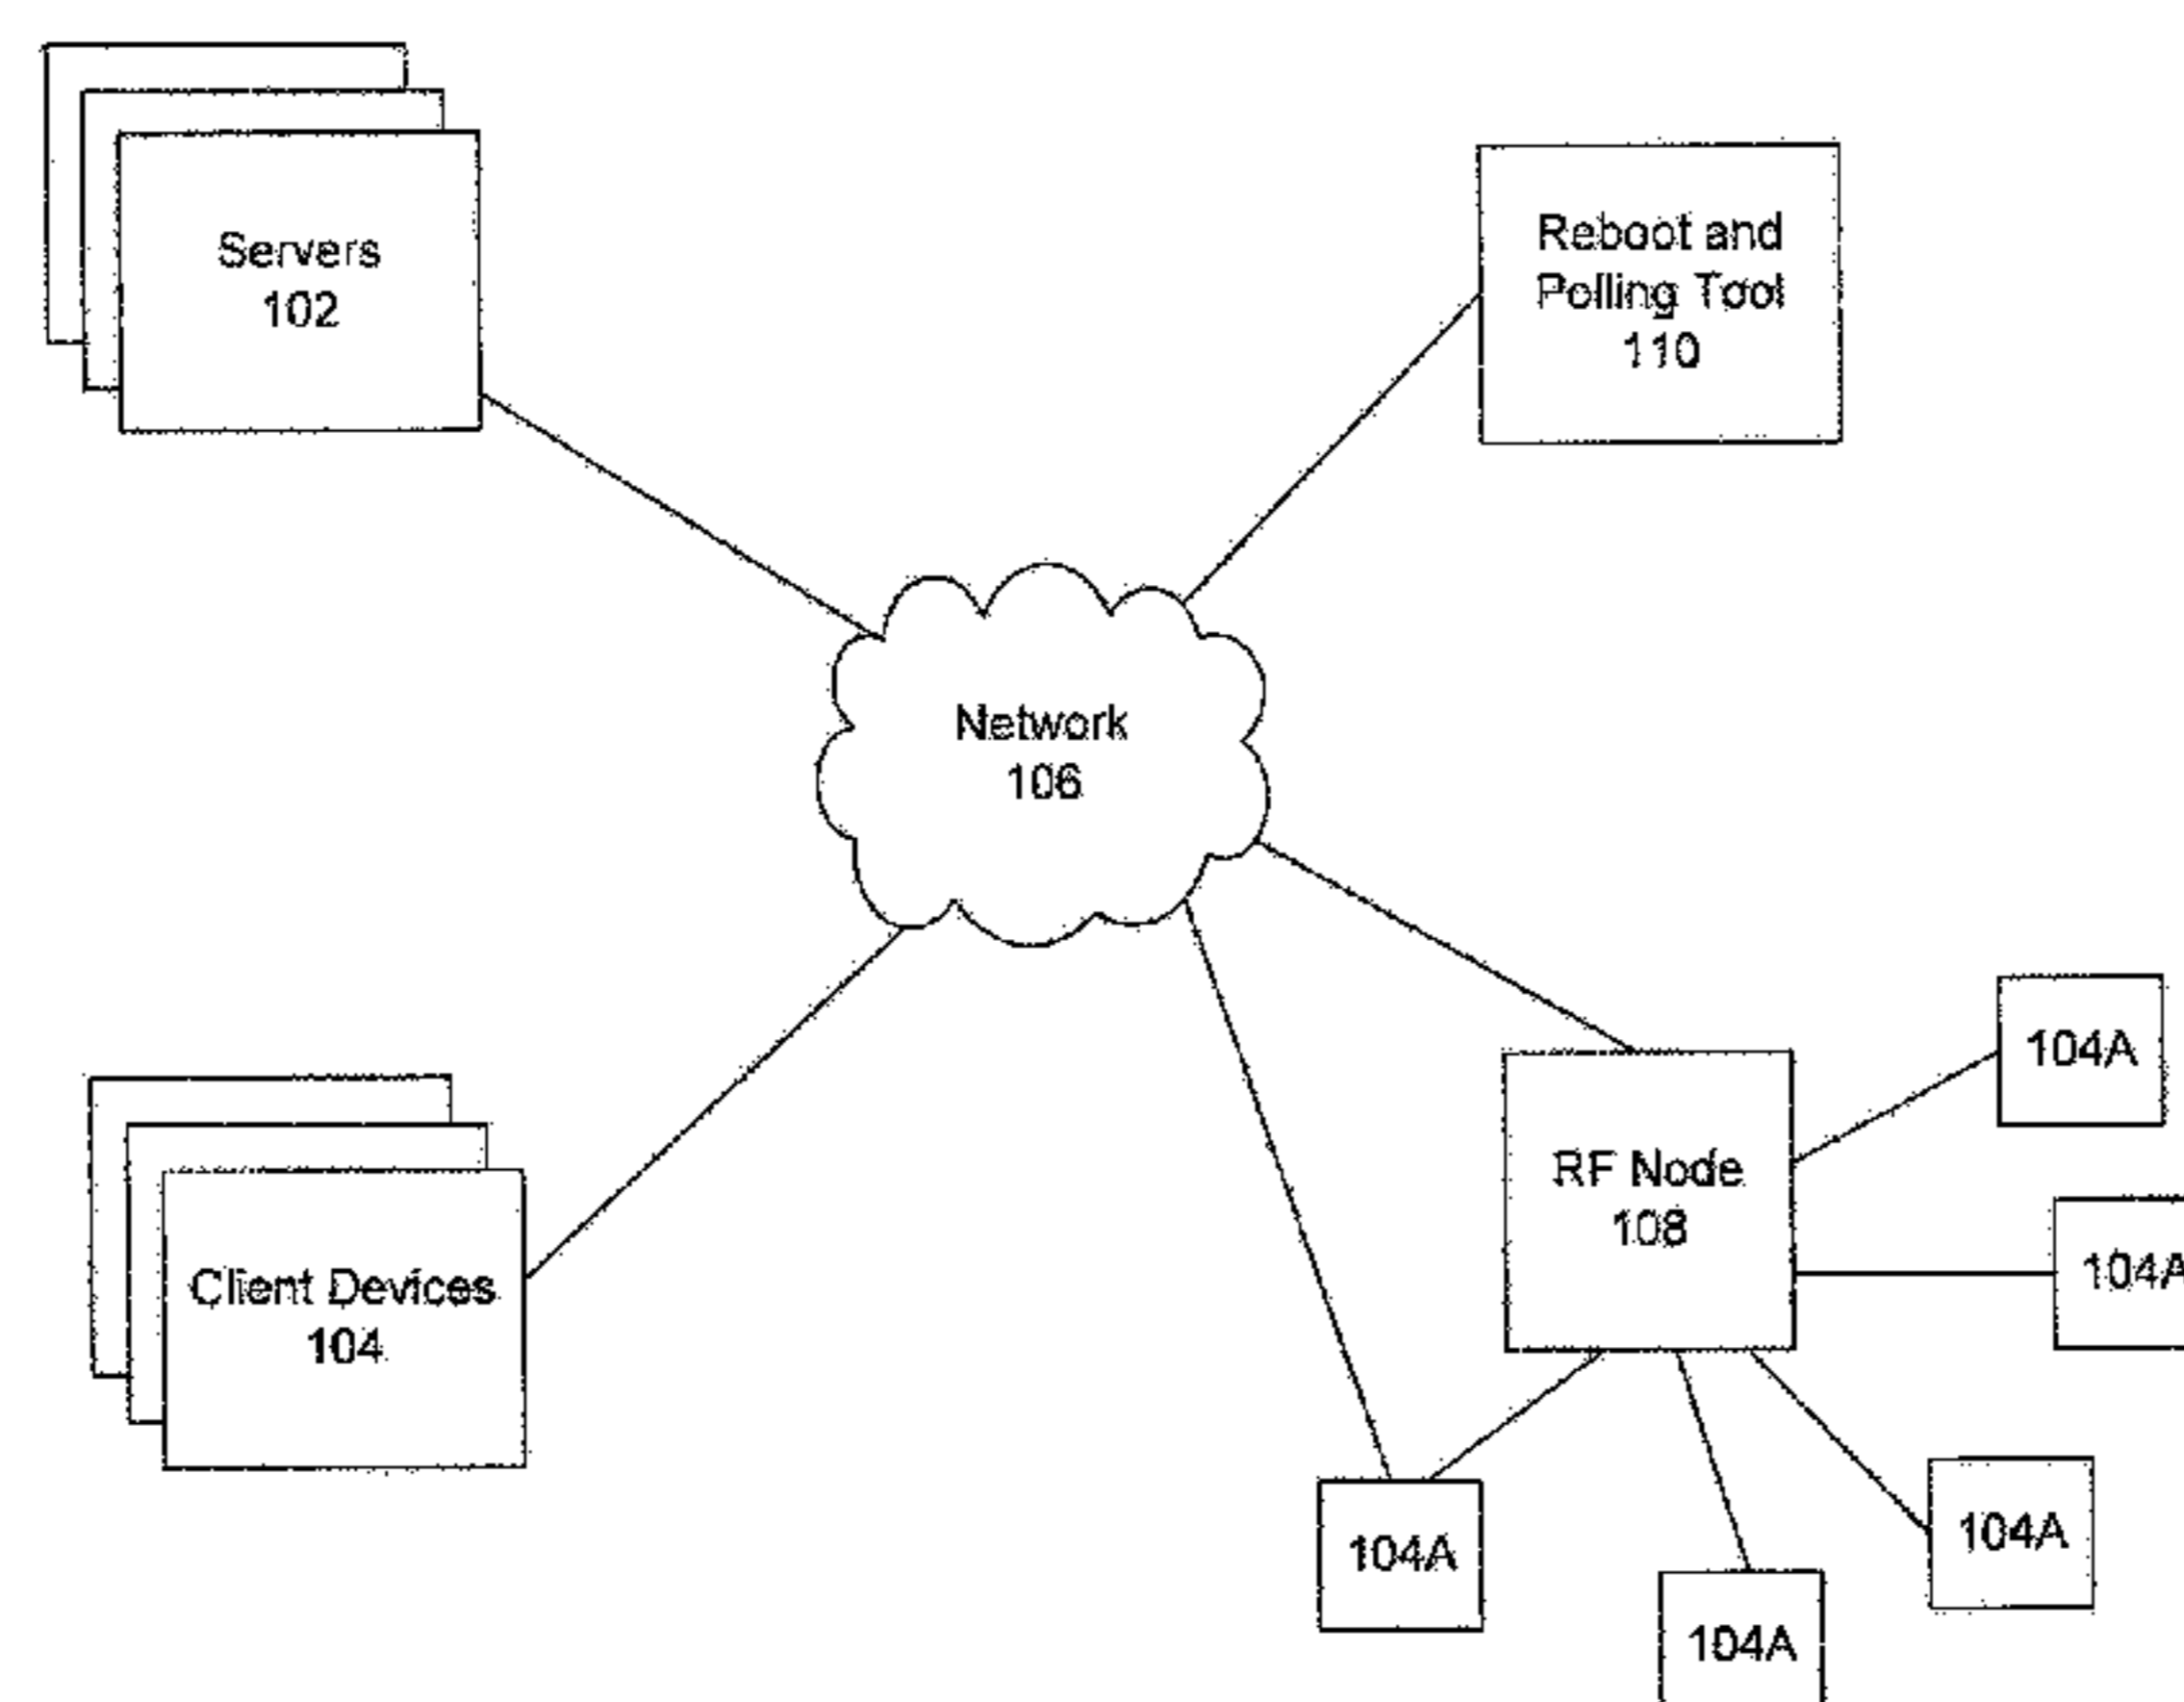 Servers
102
Reboot and
Polling Tool
110
Network
106
104A
RF Node
108
104A
Client Devices
104
104A
104A
104A